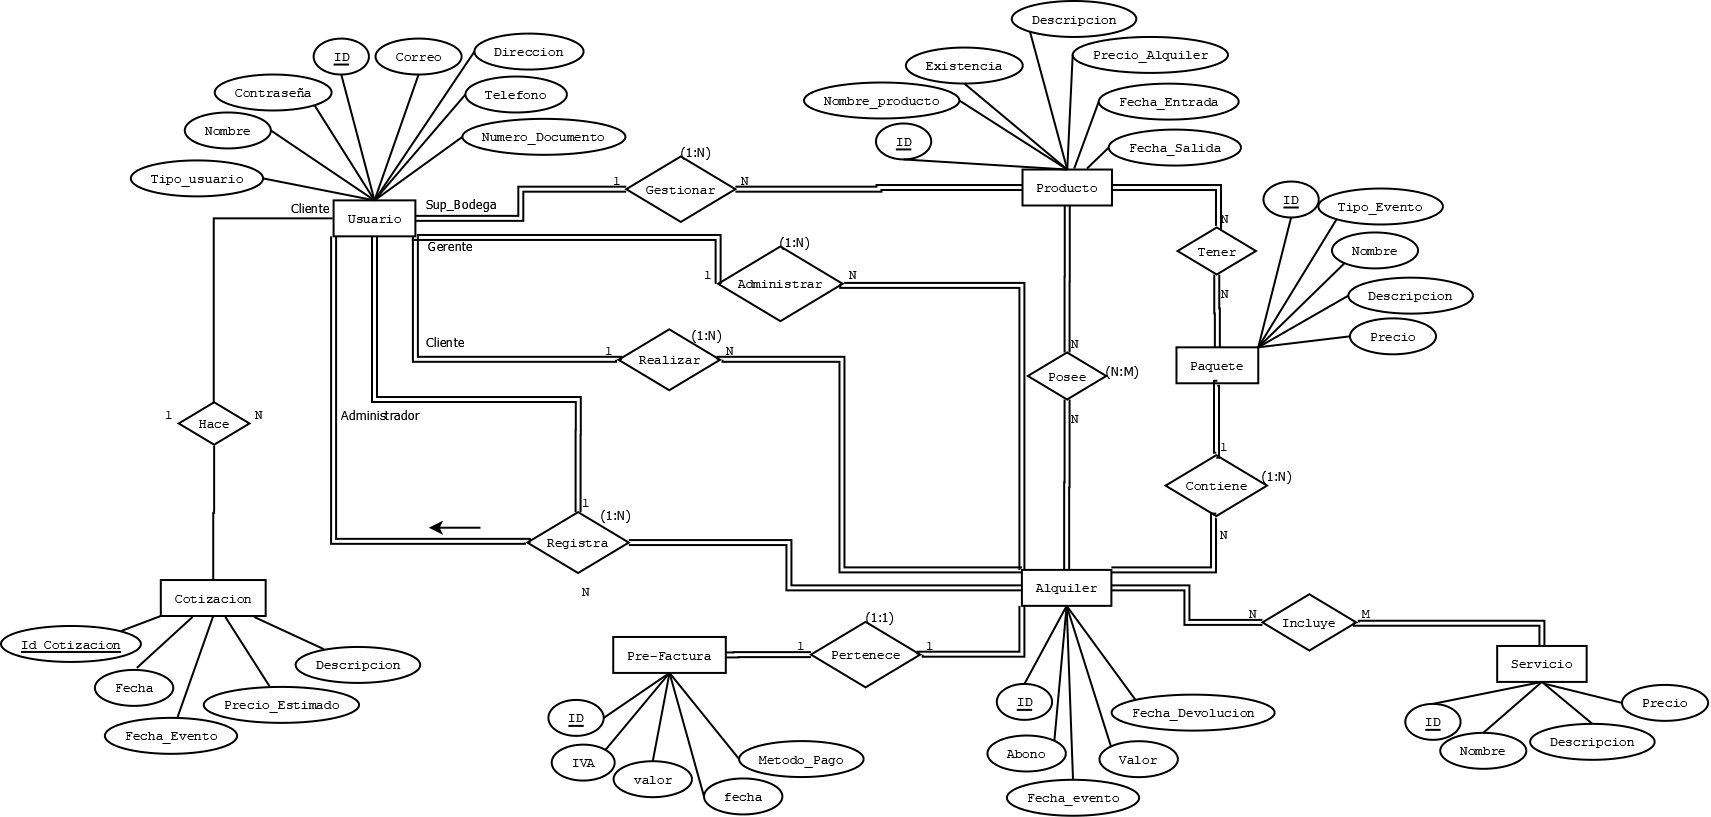 Descripcion
ID
Correo
Direccion
Precio_Alquiler
Existencia
Contraseña
Telefono
Nombre_producto
Fecha_Entrada
Nombre
Numero_Documento
ID
Fecha_Salida
(1:N)
Tipo_usuario
1
Gestionar
N
Producto
ID
Tipo_Evento
Cliente
Sup_Bodega
Usuario
N
Gerente
(1:N)
Tener
Nombre
1
Administrar
N
N
Descripcion
Cliente
(1:N)
1
Realizar
N
N
Precio
Posee
(N:M)
Paquete
1
Hace
N
Administrador
N
1
Contiene
(1:N)
1
(1:N)
Registra
N
N
Cotizacion
Alquiler
(1:1)
N
Incluye
M
Id_Cotizacion
Descripcion
Pre-Factura
1
Pertenece
1
Servicio
Fecha
Precio_Estimado
ID
ID
Fecha_Devolucion
Precio
ID
Fecha_Evento
Nombre
Descripcion
IVA
valor
Metodo_Pago
Abono
Valor
fecha
Fecha_evento